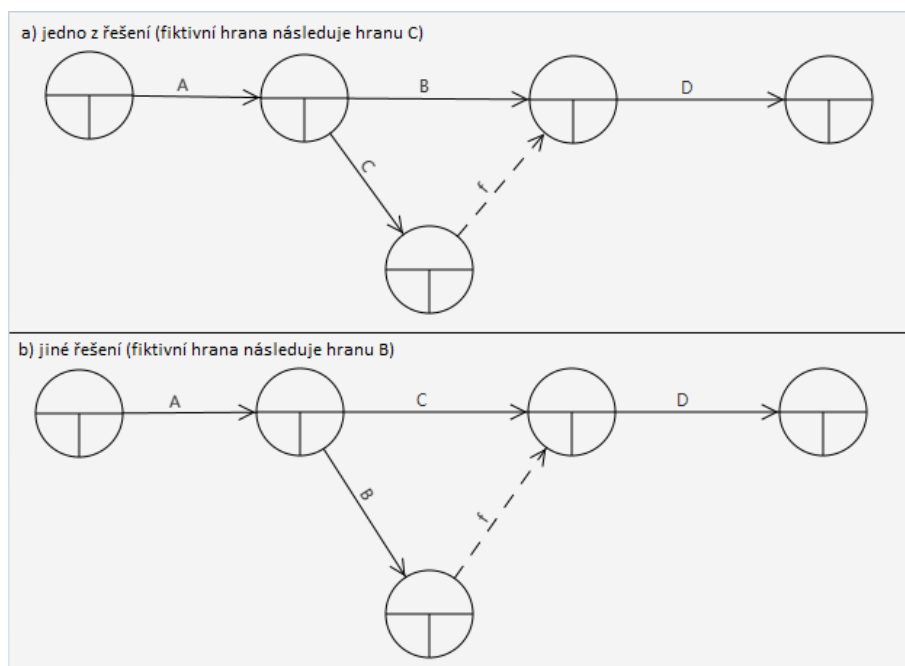 a) jedno z řešení (fiktivní hrana následuje hranu C)
A
B
D
C
f
b) jiné řešení (fiktivní hrana následuje hranu B)
A
C
D
B
f